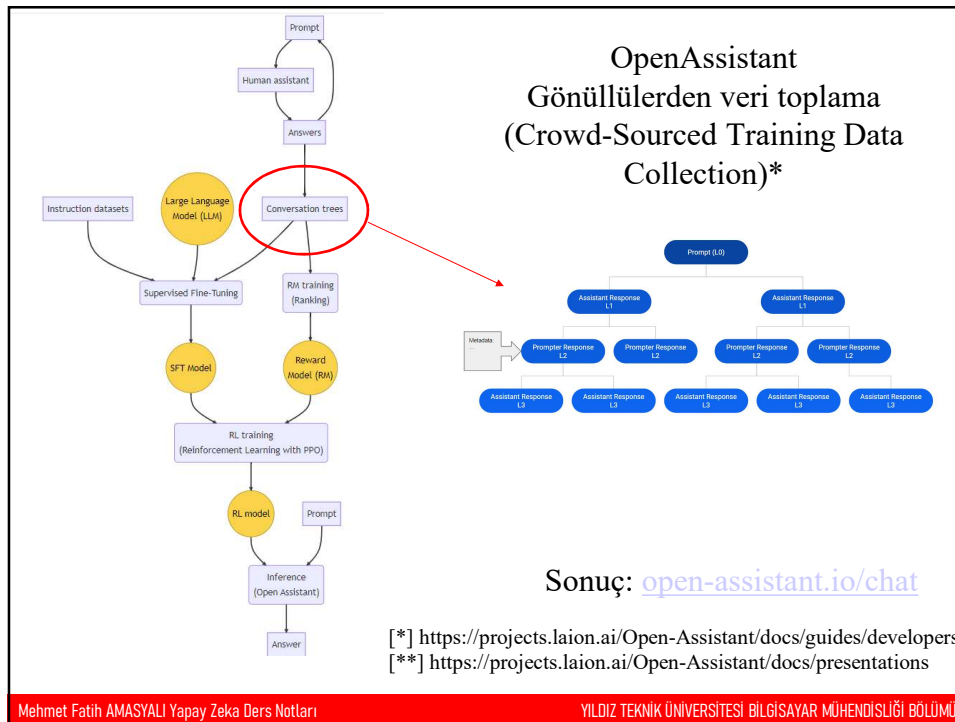 OpenAssistant
Gönüllülerden veri toplama
(Crowd-Sourced Training Data
Collection)*
Prompt
Human assistant
Answers
Instruction datasets
Large Language
Model (LLM)
Conversation trees
Supervised Fine-Tuning
RM training
(Ranking)
SFT Model
Reward
Model (RM)
RL training
(Reinforcement Learning with PPO)
RL model
Prompt
Inference
(Open Assistant)
Answer
Prompt (L0)
Assistant Response
L1
Assistant Response
L1
Metadata
...
Prompter Response
L2
Prompter Response
L2
Prompter Response
L2
Prompter Response
L2
Assistant Response
L3
Assistant Response
L3
Assistant Response
L3
Assistant Response
L3
Assistant Response
L3
Sonuç: open-assistant.io/chat
[*] https://projects.laion.ai/Open-Assistant/docs/guides/developers
[**] https://projects.laion.ai/Open-Assistant/docs/presentations
Mehmet Fatih AMASYALI Yapay Zeka Ders Notları
YILDIZ TEKNİK ÜNİVERSİTESİ BİLGİSAYAR MÜHENDİSLİĞİ BÖLÜMÜ